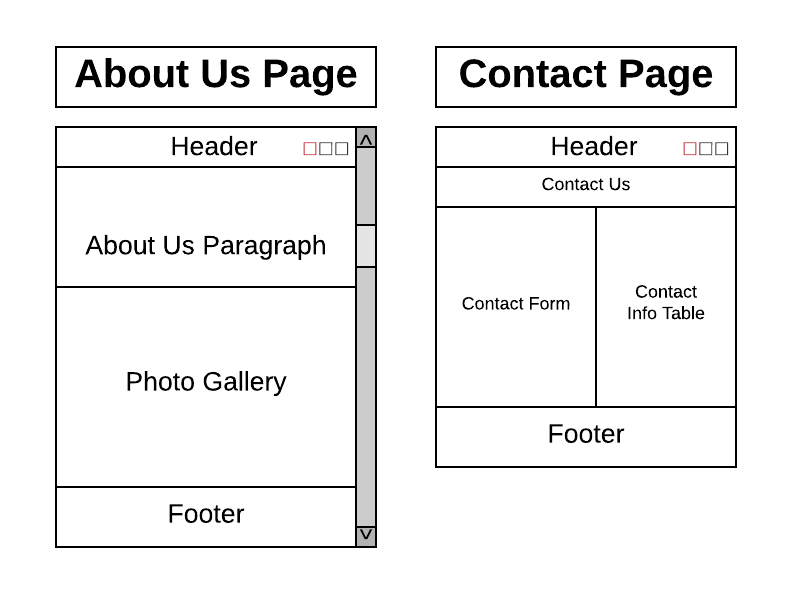 About Us Page
Header
About Us Paragraph
Photo Gallery
Footer
Contact Page
Header
Contact Us
Contact Form
Contact
Info Table
Footer